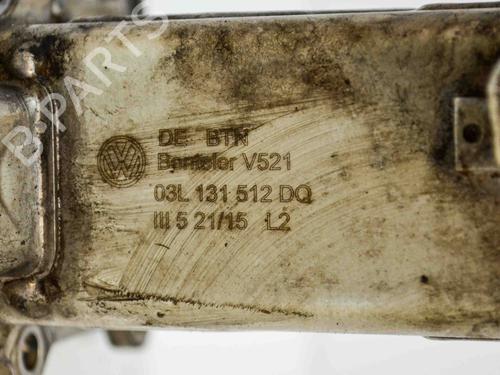 B-PARTS
DE BTN
Benteler V521
03L 131 512 DQ
III 5 21/15 L2